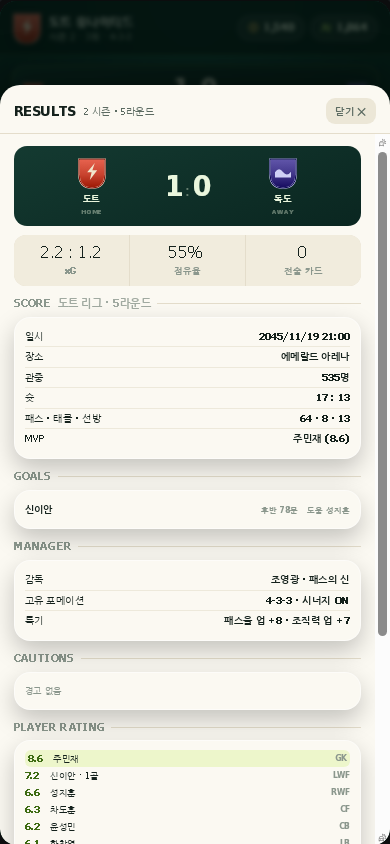 RESULTS 2 시즌 · 5라운드 닫기 ✕
1:0
도트 독도
HOME AWAY
2.2 : 1.2 55% 0
xG 점유율 전술 카드
SCORE 도트 리그 · 5라운드
일시 2045/11/19 21:00
장소 에메랄드 아레나
관중 535명
슛 17 : 13
패스 · 태클 · 선방 64 · 8 · 13
MVP 주민재 (8.6)
GOALS
신이안 후반 78분 도움 성지훈
MANAGER
감독 조영광 · 패스의 신
고유 포메이션 4-3-3 · 시너지 ON
특기 패스율 업 +8 · 조직력 업 +7
CAUTIONS
경고 없음
PLAYER RATING
8.6 주민재 GK
7.2 신이안 · 1골 LWF
6.6 성지훈 RWF
6.3 차도훈 CF
6.2 윤성민 CB